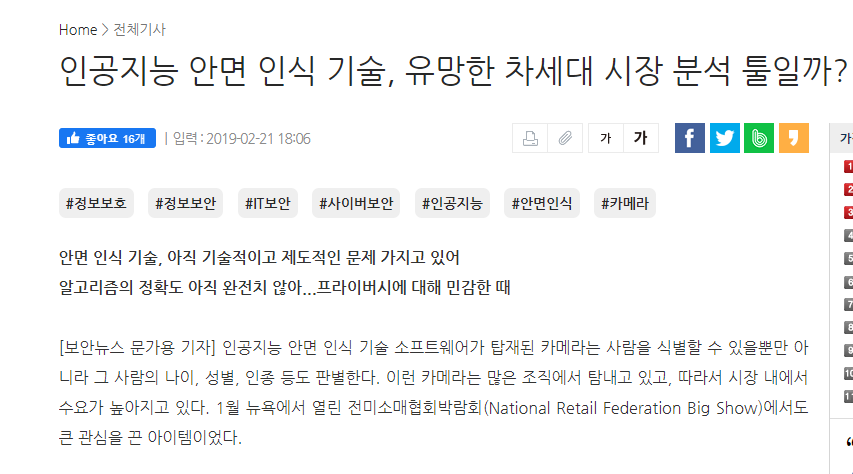 Home > 전체기사
인공지능 안면 인식 기술, 유망한 차세대 시장 분석 툴일까?
좋아요 16개 | 입력 : 2019-02-21 18:06 가 가
#정보보호 #정보보안 #IT보안 #사이버보안 #인공지능 #안면인식 #카메라
안면 인식 기술, 아직 기술적이고 제도적인 문제 가지고 있어
알고리즘의 정확도 아직 완전치 않아...프라이버시에 대해 민감한 때
[보안뉴스 문가용 기자] 인공지능 안면 인식 기술 소프트웨어가 탑재된 카메라는 사람을 식별할 수 있을뿐만 아
니라 그 사람의 나이, 성별, 인종 등도 판별한다. 이런 카메라는 많은 조직에서 탐내고 있고, 따라서 시장 내에서
수요가 높아지고 있다. 1월 뉴욕에서 열린 전미소매협회박람회(National Retail Federation Big Show)에서도
큰 관심을 끈 아이템이었다.
가
1
2
3
4
5
6
7
8
9
10
11